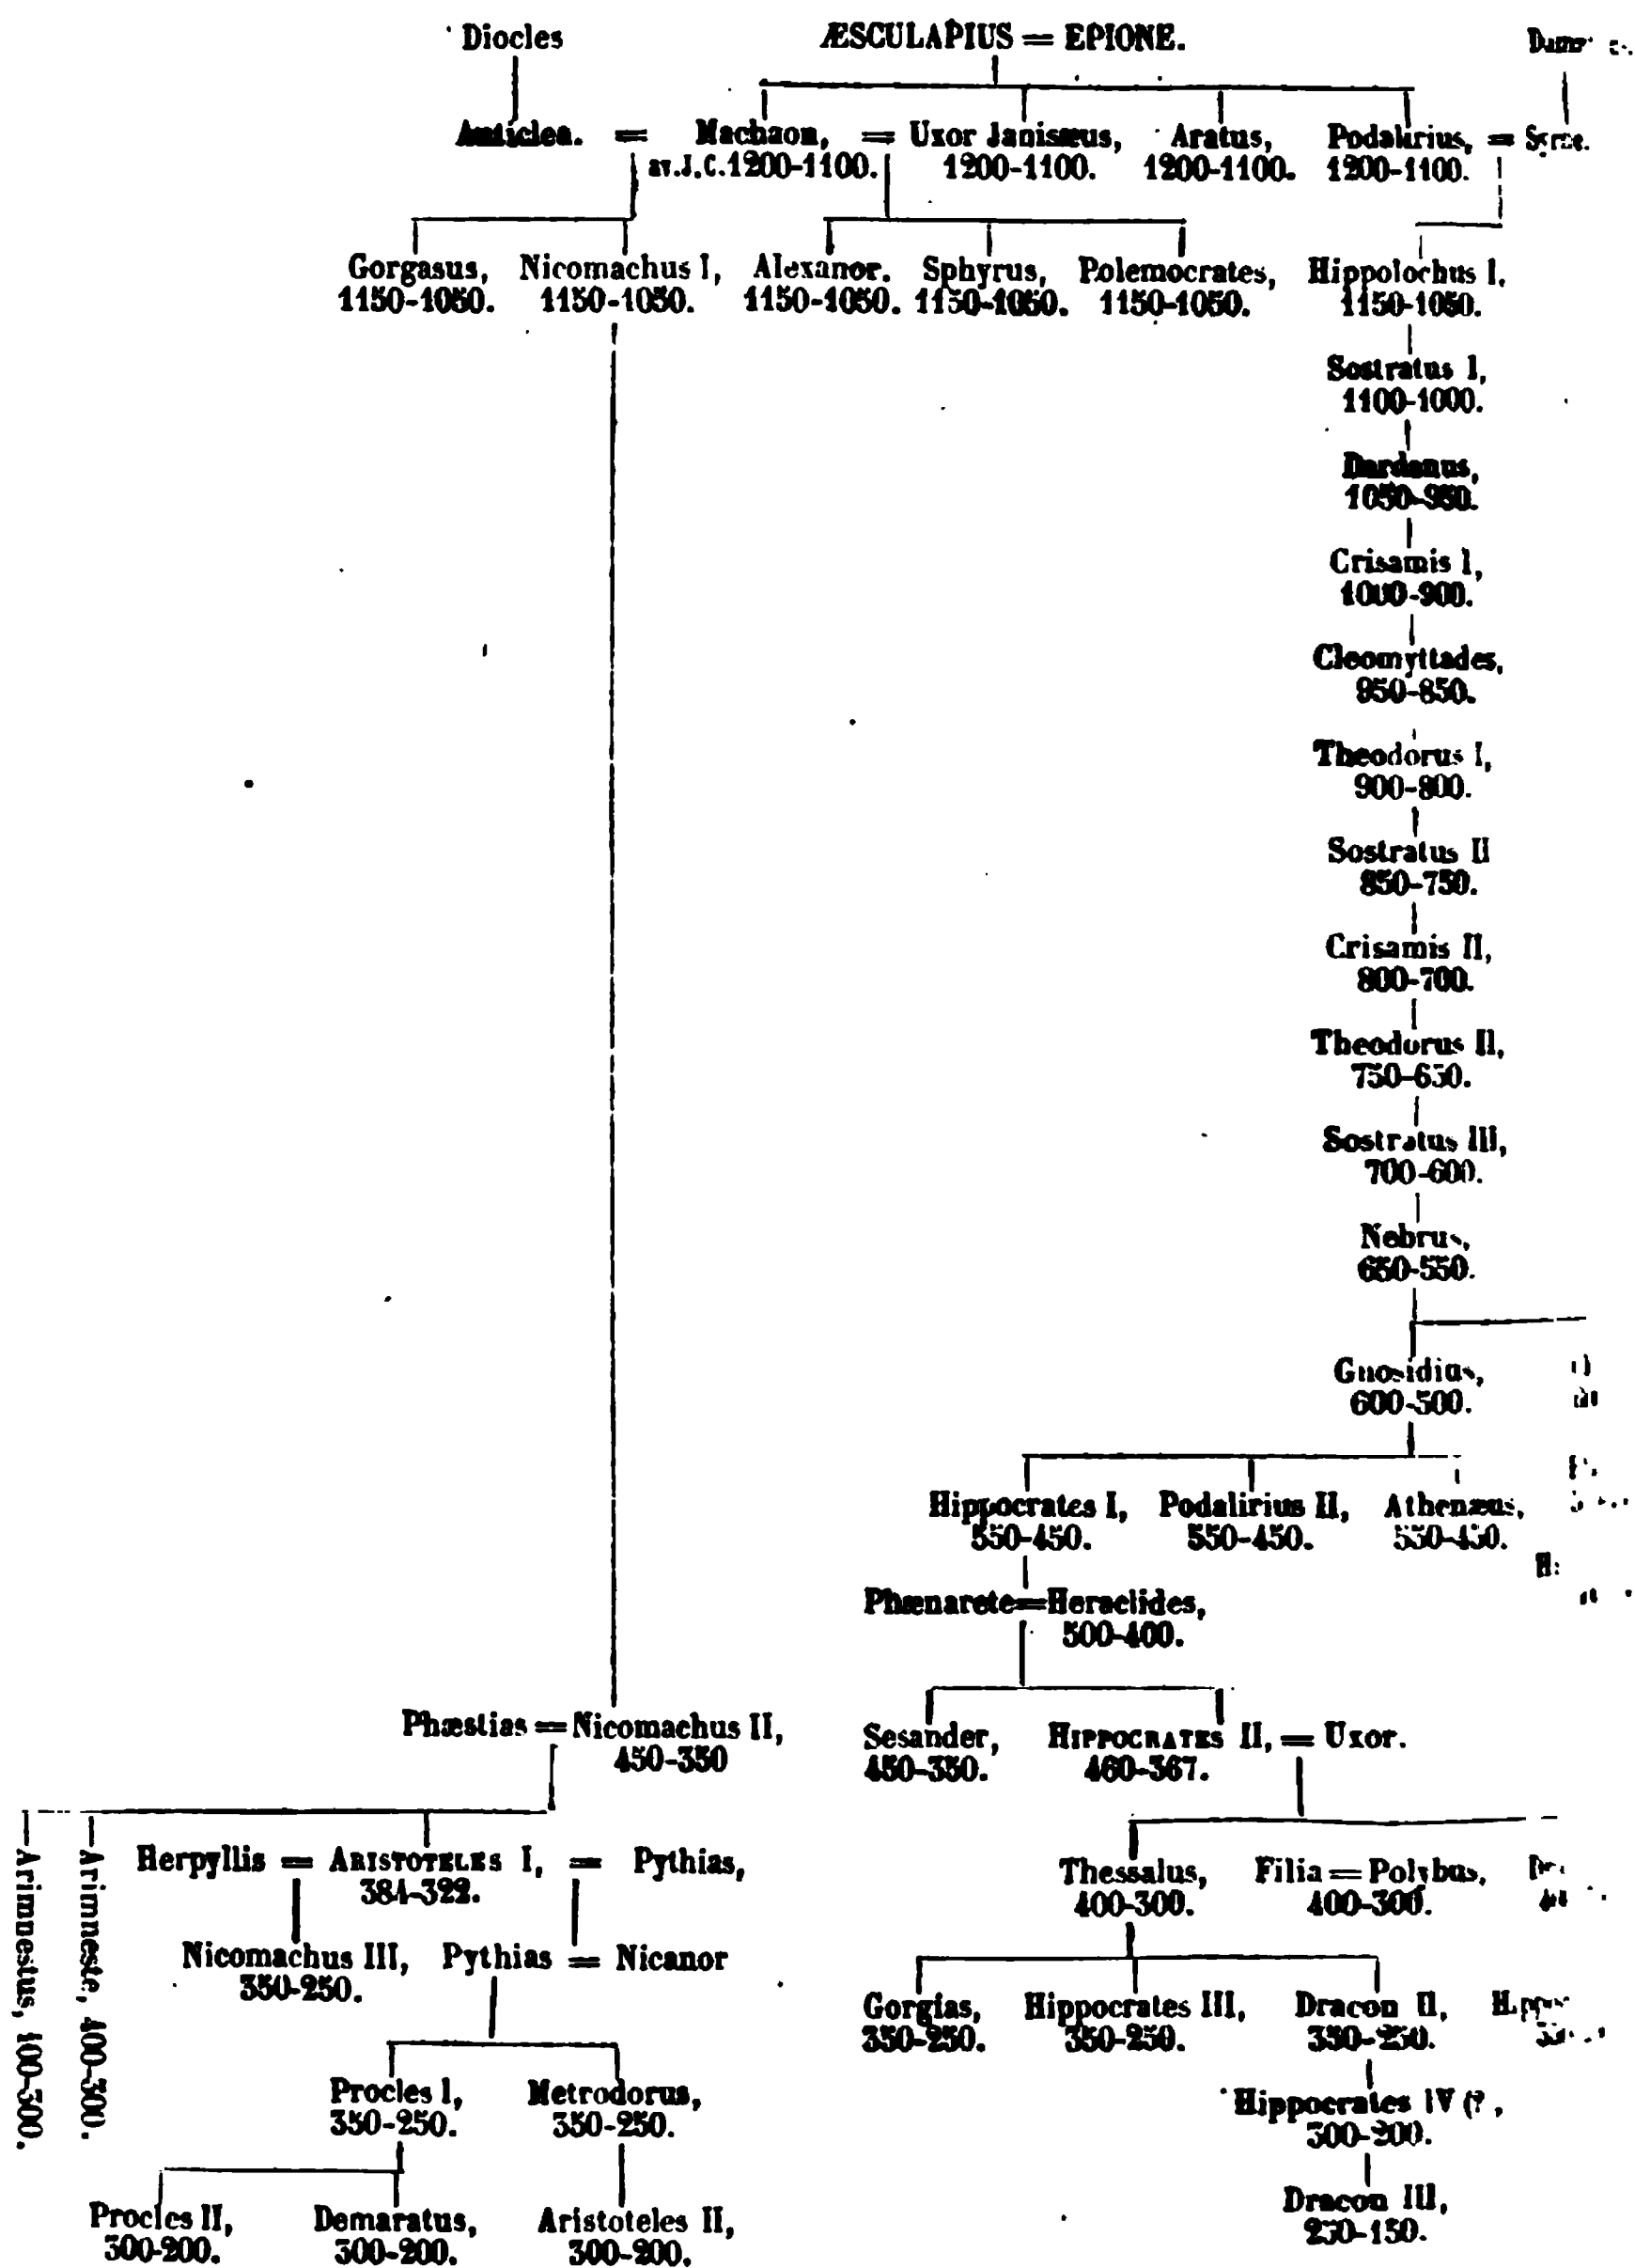 Diocles ÆSCULAPIUS = EPIONE.
Anticlea. = Machaon, = Uxor Janisæus, Aratus, Podalirius, =
av. J.C. 1200-1100. 1200-1100. 1200-1100. 1200-1100.
Gorgasus, Nicomachus I, Alexanor. Sphyrus, Polemocrates, Hippolochus I,
1150-1050. 1150-1050. 1150-1050. 1150-1050. 1150-1050. 1150-1050.
Sostratus I,
1100-1000.
Dardanus,
1050-950.
Crisamis I,
1000-900.
Cleomyttades,
950-850.
Theodorus I,
900-800.
Sostratus II
850-750.
Crisamis II,
800-700.
Theodorus II,
750-650.
Sostratus III,
700-600.
Nebrus,
650-550.
Gnosidius,
600-500.
Hippocrates I, Podalirius II, Athenæus,
550-450. 550-450. 550-450.
Phænarete=Heraclides,
500-400.
Phæstias = Nicomachus II, Sesander, HIPPOCRATES II, = Uxor.
450-350 450-350. 460-367.
Arimnestus, 400-300.
Arimneste, 400-300.
Herpyllis = ARISTOTELES I, = Pythias, Thessalus, Filia = Polybus,
384-322. 400-300. 400-300.
Nicomachus III, Pythias = Nicanor Gorgias, Hippocrates III, Dracon II,
350-250. 350-250. 350-250. 350-250.
Procles I, Metrodorus, Hippocrates IV (?,
350-250. 350-250. 300-200.
Procles II, Demaratus, Aristoteles II, Dracon III,
300-200. 300-200. 300-200. 250-150.